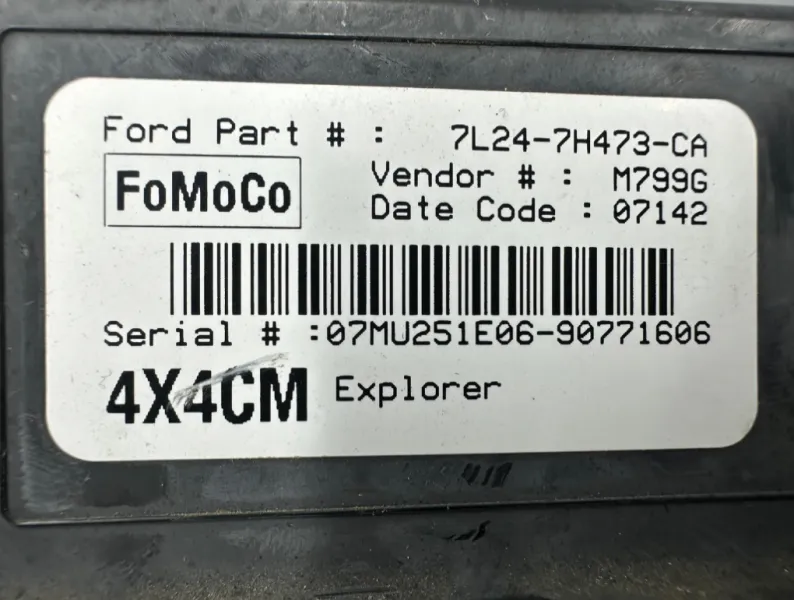 Ford Part # : 7L24-7H473-CA
FoMoCo
Vendor # : M799G
Date Code : 07142
Serial # :07MU251E06-90771606
4X4CM Explorer